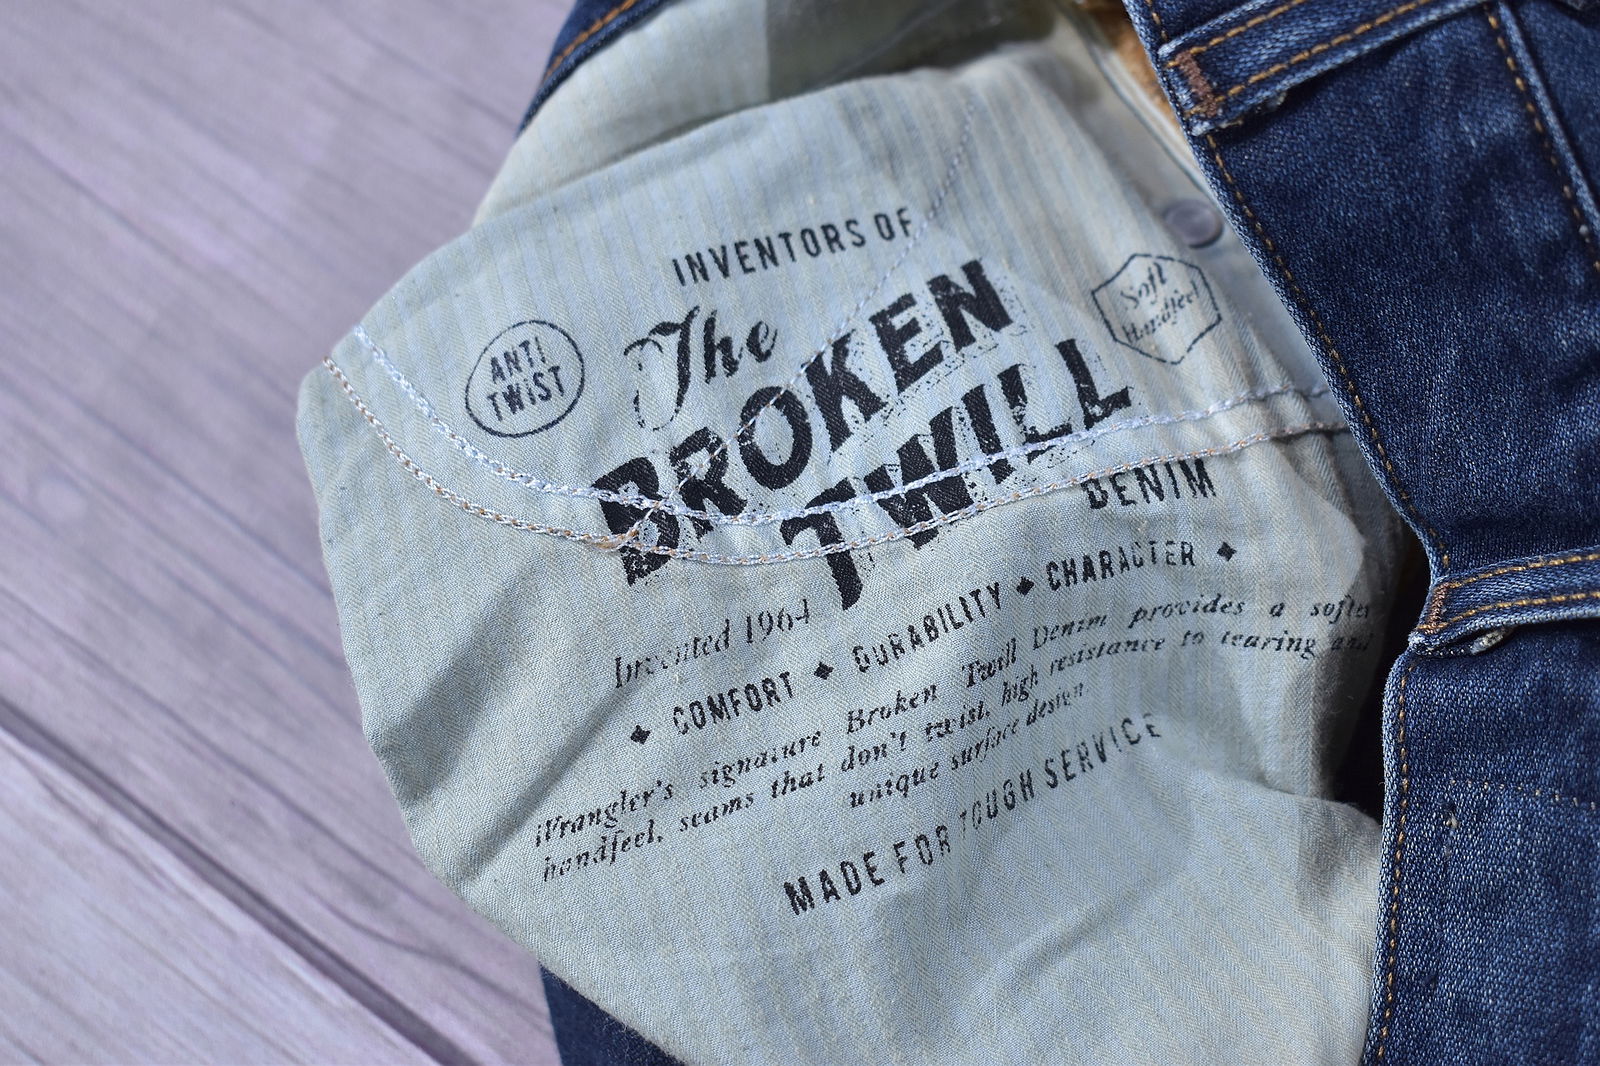 INVENTORS OF
The
BROKEN
TWILL
DENIM
ANTI
TWIST
Soft
Handfeel
Invented 1964
COMFORT ◆ DURABILITY ◆ CHARACTER
Wrangler's signature Broken Twill Denim provides a softer
handfeel, seams that don't twist, high resistance to tearing and
unique surface design
MADE FOR TOUGH SERVICE